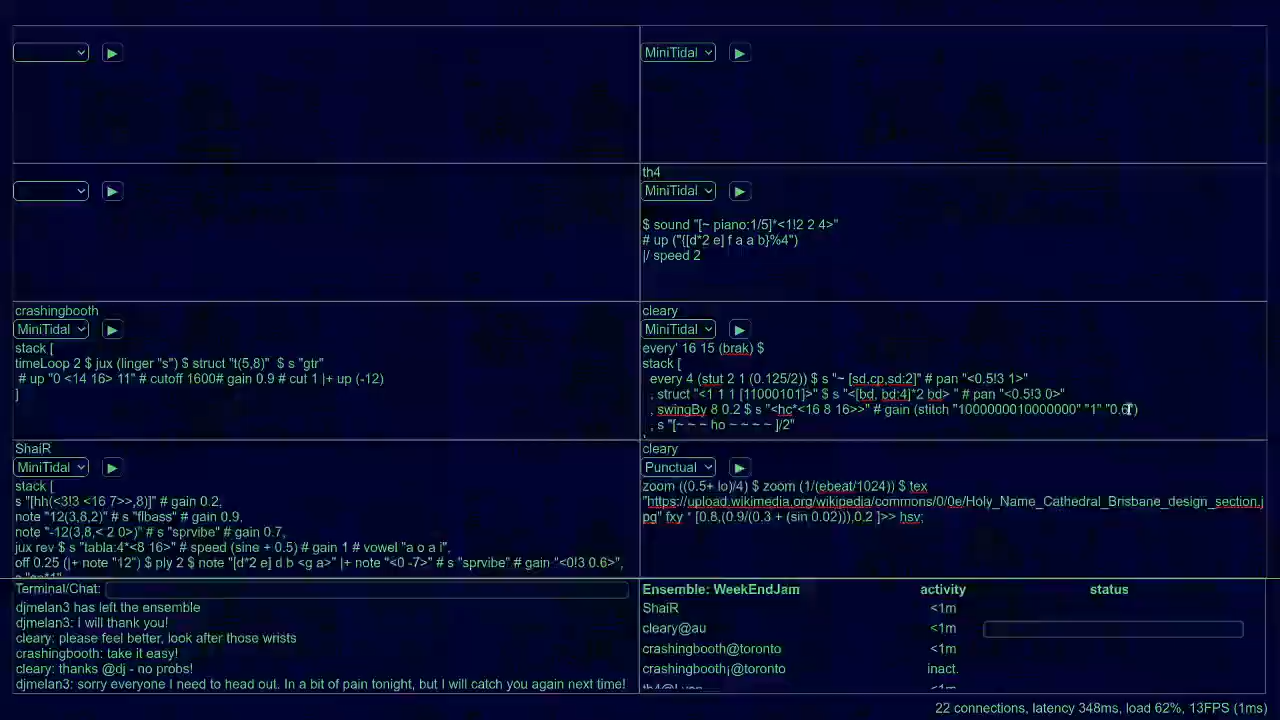 MiniTidal
th4
MiniTidal
$ sound "[~ piano:1/5]*<1!2 2 4>"
# up ("{[d*2 e] f a a b}%4")
|/ speed 2
crashingbooth
MiniTidal
stack [
timeLoop 2 $ jux (linger "s") $ struct "t(5,8)"  $ s "gtr"
# up "0 <14 16> 11" # cutoff 1600# gain 0.9 # cut 1 |+ up (-12)
]
cleary
MiniTidal
every' 16 15 (brak) $
stack [
every 4 (stut 2 1 (0.125/2)) $ s "~ [sd,cp,sd:2]" # pan "<0.5!3 1>"
, struct "<1 1 1 [11000101]>" $ s "<[bd, bd:4]*2 bd> " # pan "<0.5!3 0>"
, swingBy 8 0.2 $ s "<hc*<16 8 16>>" # gain (stitch "1000000010000000" "1" "0.6")
, s "[~ ~ ~ ho ~ ~ ~ ~ ]/2"
ShaiR
MiniTidal
stack [
s "[hh(<3!3 <16 7>>,8)]" # gain 0.2,
note "12(3,8,2)" # s "flbass" # gain 0.9,
note "-12(3,8,< 2 0>)" # s "sprvibe" # gain 0.7,
jux rev $ s "tabla:4*<8 16>" # speed (sine + 0.5) # gain 1 # vowel "a o a i",
off 0.25 (|+ note "12") $ ply 2 $ note "[d*2 e] d b <g a>" |+ note "<0 -7>" # s "sprvibe" # gain "<0!3 0.6>",
cleary
Punctual
zoom ((0.5+ lo)/4) $ zoom (1/(ebeat/1024)) $ tex
"https://upload.wikimedia.org/wikipedia/commons/0/0e/Holy_Name_Cathedral_Brisbane_design_section.j
pg" fxy * [0.8,(0.9/(0.3 + (sin 0.02))),0.2 ]>> hsv;
Terminal/Chat:
djmelan3 has left the ensemble
djmelan3: I will thank you!
cleary: please feel better, look after those wrists
crashingbooth: take it easy!
cleary: thanks @dj - no probs!
djmelan3: sorry everyone I need to head out. In a bit of pain tonight, but I will catch you again next time!
Ensemble: WeekEndJam activity status
ShaiR <1m
cleary@au <1m
crashingbooth@toronto <1m
crashingbooth¡@toronto inact.
22 connections, latency 348ms, load 62%, 13FPS (1ms)